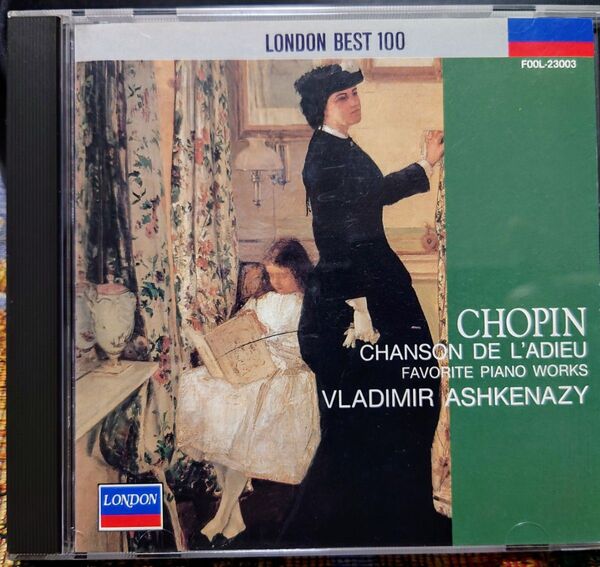 LONDON BEST 100
F00L-23003
CHOPIN
CHANSON DE L'ADIEU
FAVORITE PIANO WORKS
VLADIMIR ASHKENAZY
LONDON